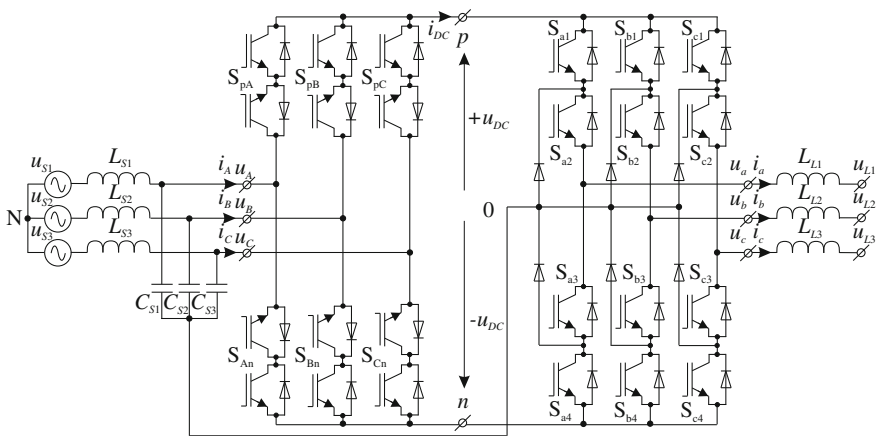 i_DC p
S_a1 S_b1 S_c1
S_pA S_pB S_pC
+u_DC
S_a2 S_b2 S_c2
u_S1 L_S1 i_A u_A
u_a i_a L_L1 u_L1
N u_S2 L_S2 i_B u_B
0 u_b i_b L_L2 u_L2
u_S3 L_S3 i_C u_C
u_c i_c L_L3 u_L3
S_a3 S_b3 S_c3
C_S1 C_S2 C_S3
-u_DC
S_An S_Bn S_Cn
n
S_a4 S_b4 S_c4